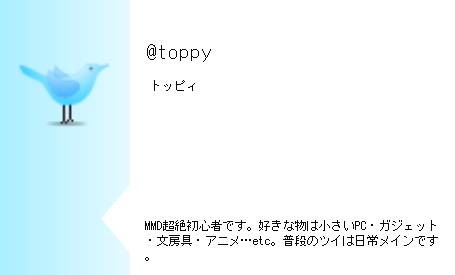 @toppy
トッピィ
MMD超絶初心者です。好きな物は小さいPC・ガジェット
・文房具・アニメ…etc。普段のツイは日常メインです
。